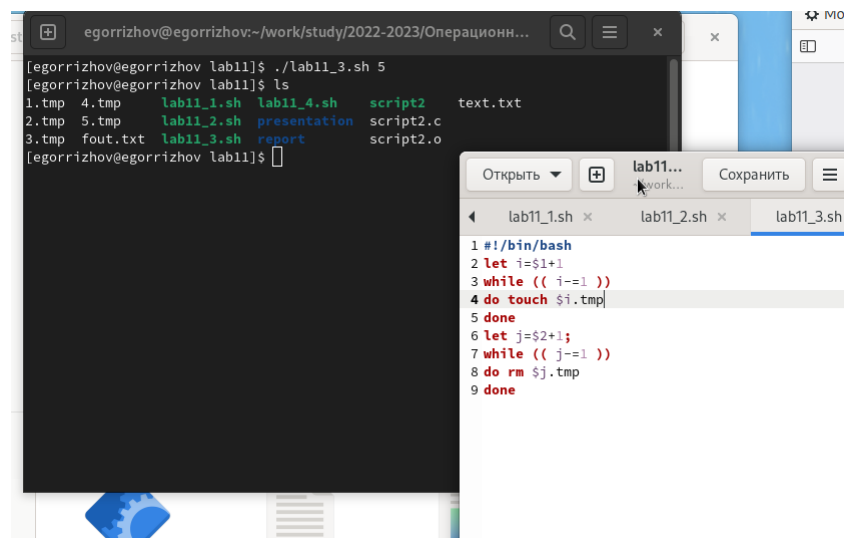 egorrizhov@egorrizhov:~/work/study/2022-2023/Операционн...
[egorrizhov@egorrizhov lab11]$ ./lab11_3.sh 5
[egorrizhov@egorrizhov lab11]$ ls
1.tmp 4.tmp lab11_1.sh lab11_4.sh script2 text.txt
2.tmp 5.tmp lab11_2.sh presentation script2.c
3.tmp fout.txt lab11_3.sh report script2.o
[egorrizhov@egorrizhov lab11]$
Открыть lab11... Сохранить
lab11_1.sh × lab11_2.sh × lab11_3.sh
1 #!/bin/bash
2 let i=$1+1
3 while (( i-=1 ))
4 do touch $i.tmp
5 done
6 let j=$2+1;
7 while (( j-=1 ))
8 do rm $j.tmp
9 done